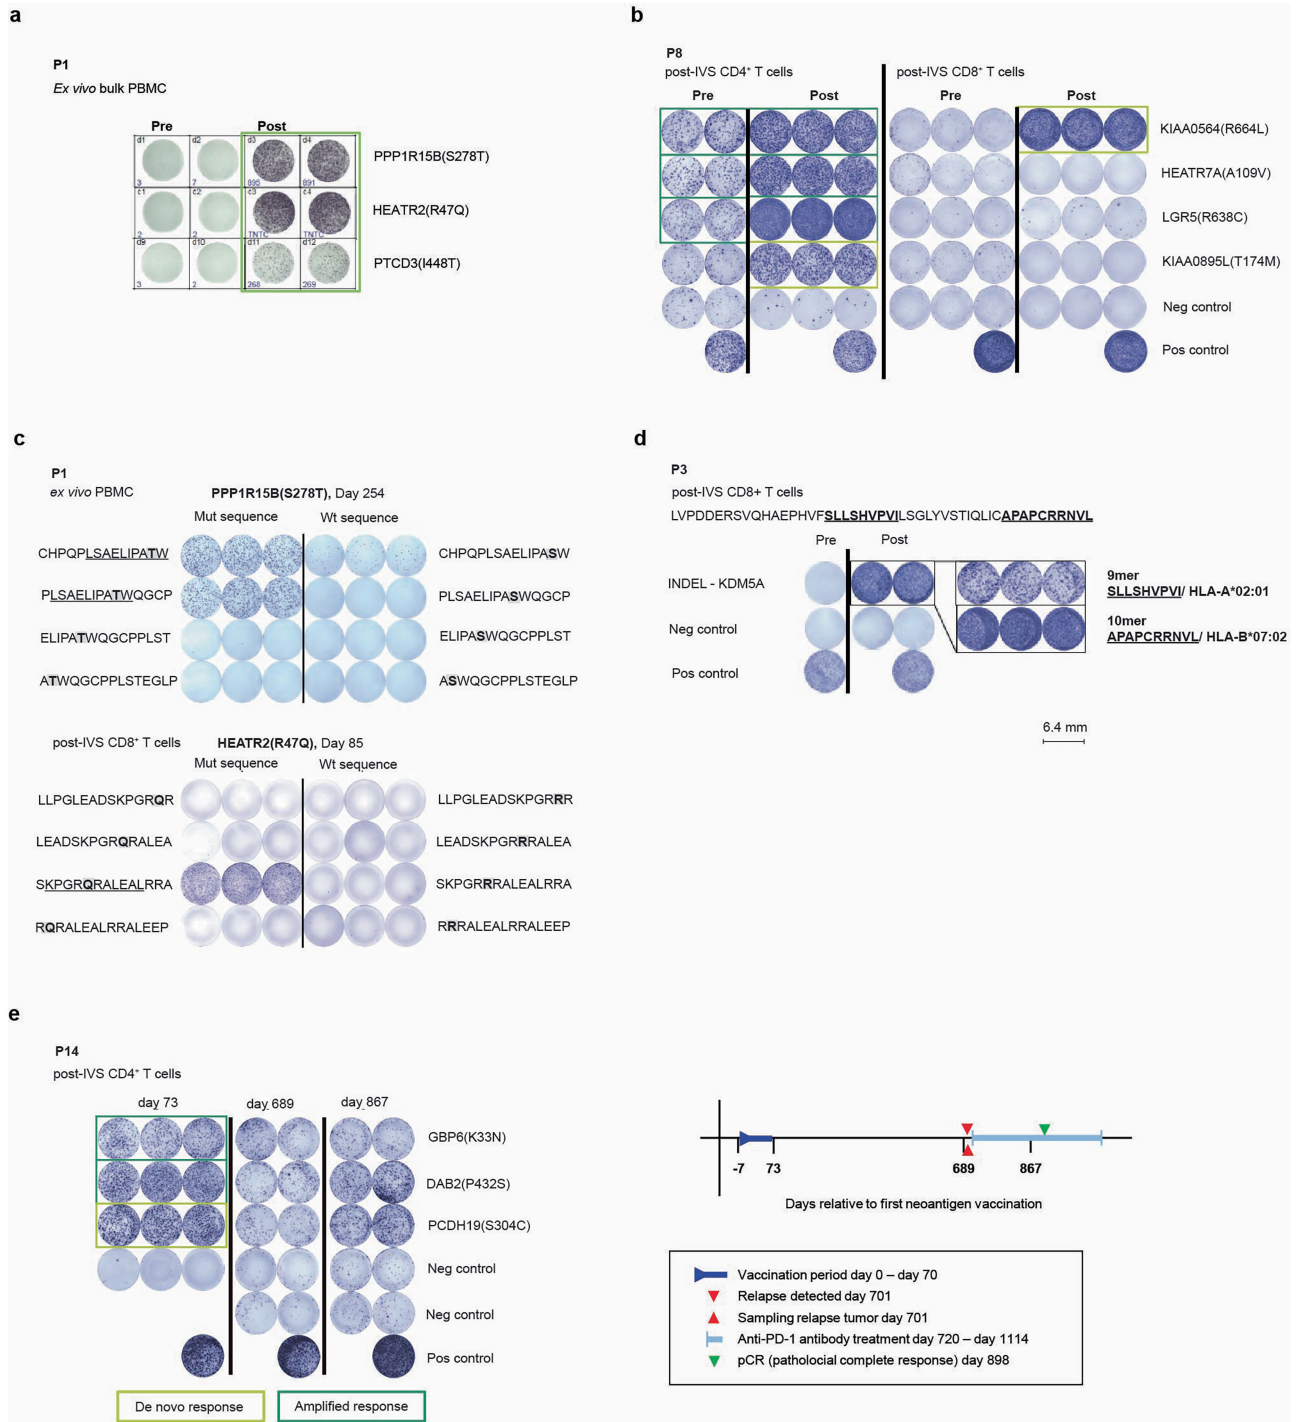 a
P1
Ex vivo bulk PBMC
Pre Post
d1 d2 d3 d4
3 7 895 891
PPP1R15B(S278T)
c1 c2 c3 c4
2 2 TNTC TNTC
HEATR2(R47Q)
d9 d10 d11 d12
3 2 268 269
PTCD3(I448T)
b
P8
post-IVS CD4+ T cells post-IVS CD8+ T cells
Pre Post Pre Post
KIAA0564(R664L)
HEATR7A(A109V)
LGR5(R638C)
KIAA0895L(T174M)
Neg control
Pos control
c
P1
ex vivo PBMC
PPP1R15B(S278T), Day 254
Mut sequence Wt sequence
CHPQPLSAELIPATW CHPQPLSAELIPASW
PLSAELIPATWQGCP PLSAELIPASWQGCP
ELIPATWQGCPPLST ELIPASWQGCPPLST
ATWQGCPPLSTEGLP ASWQGCPPLSTEGLP
post-IVS CD8+ T cells HEATR2(R47Q), Day 85
Mut sequence Wt sequence
LLPGLEADSKPGRQR LLPGLEADSKPGRRR
LEADSKPGRQRALEA LEADSKPGRRRALEA
SKPGRQRALEALRRA SKPGRRRALEALRRA
RQRALEALRRALEEP RRRALEALRRALEEP
d
P3
post-IVS CD8+ T cells
LVPDDERSVQHAEPHVFSLLSHVPVILSGLYVSTIQLICAPAPCRRNVL
Pre Post
INDEL - KDM5A
9mer
SLLSHVPVI/ HLA-A*02:01
Neg control
10mer
APAPCRRNVL/ HLA-B*07:02
Pos control
6.4 mm
e
P14
post-IVS CD4+ T cells
day 73 day 689 day 867
GBP6(K33N)
DAB2(P432S)
PCDH19(S304C)
Neg control
Neg control
Pos control
De novo response Amplified response
-7 73 689 867
Days relative to first neoantigen vaccination
Vaccination period day 0 – day 70
Relapse detected day 701
Sampling relapse tumor day 701
Anti-PD-1 antibody treatment day 720 – day 1114
pCR (patholocial complete response) day 898